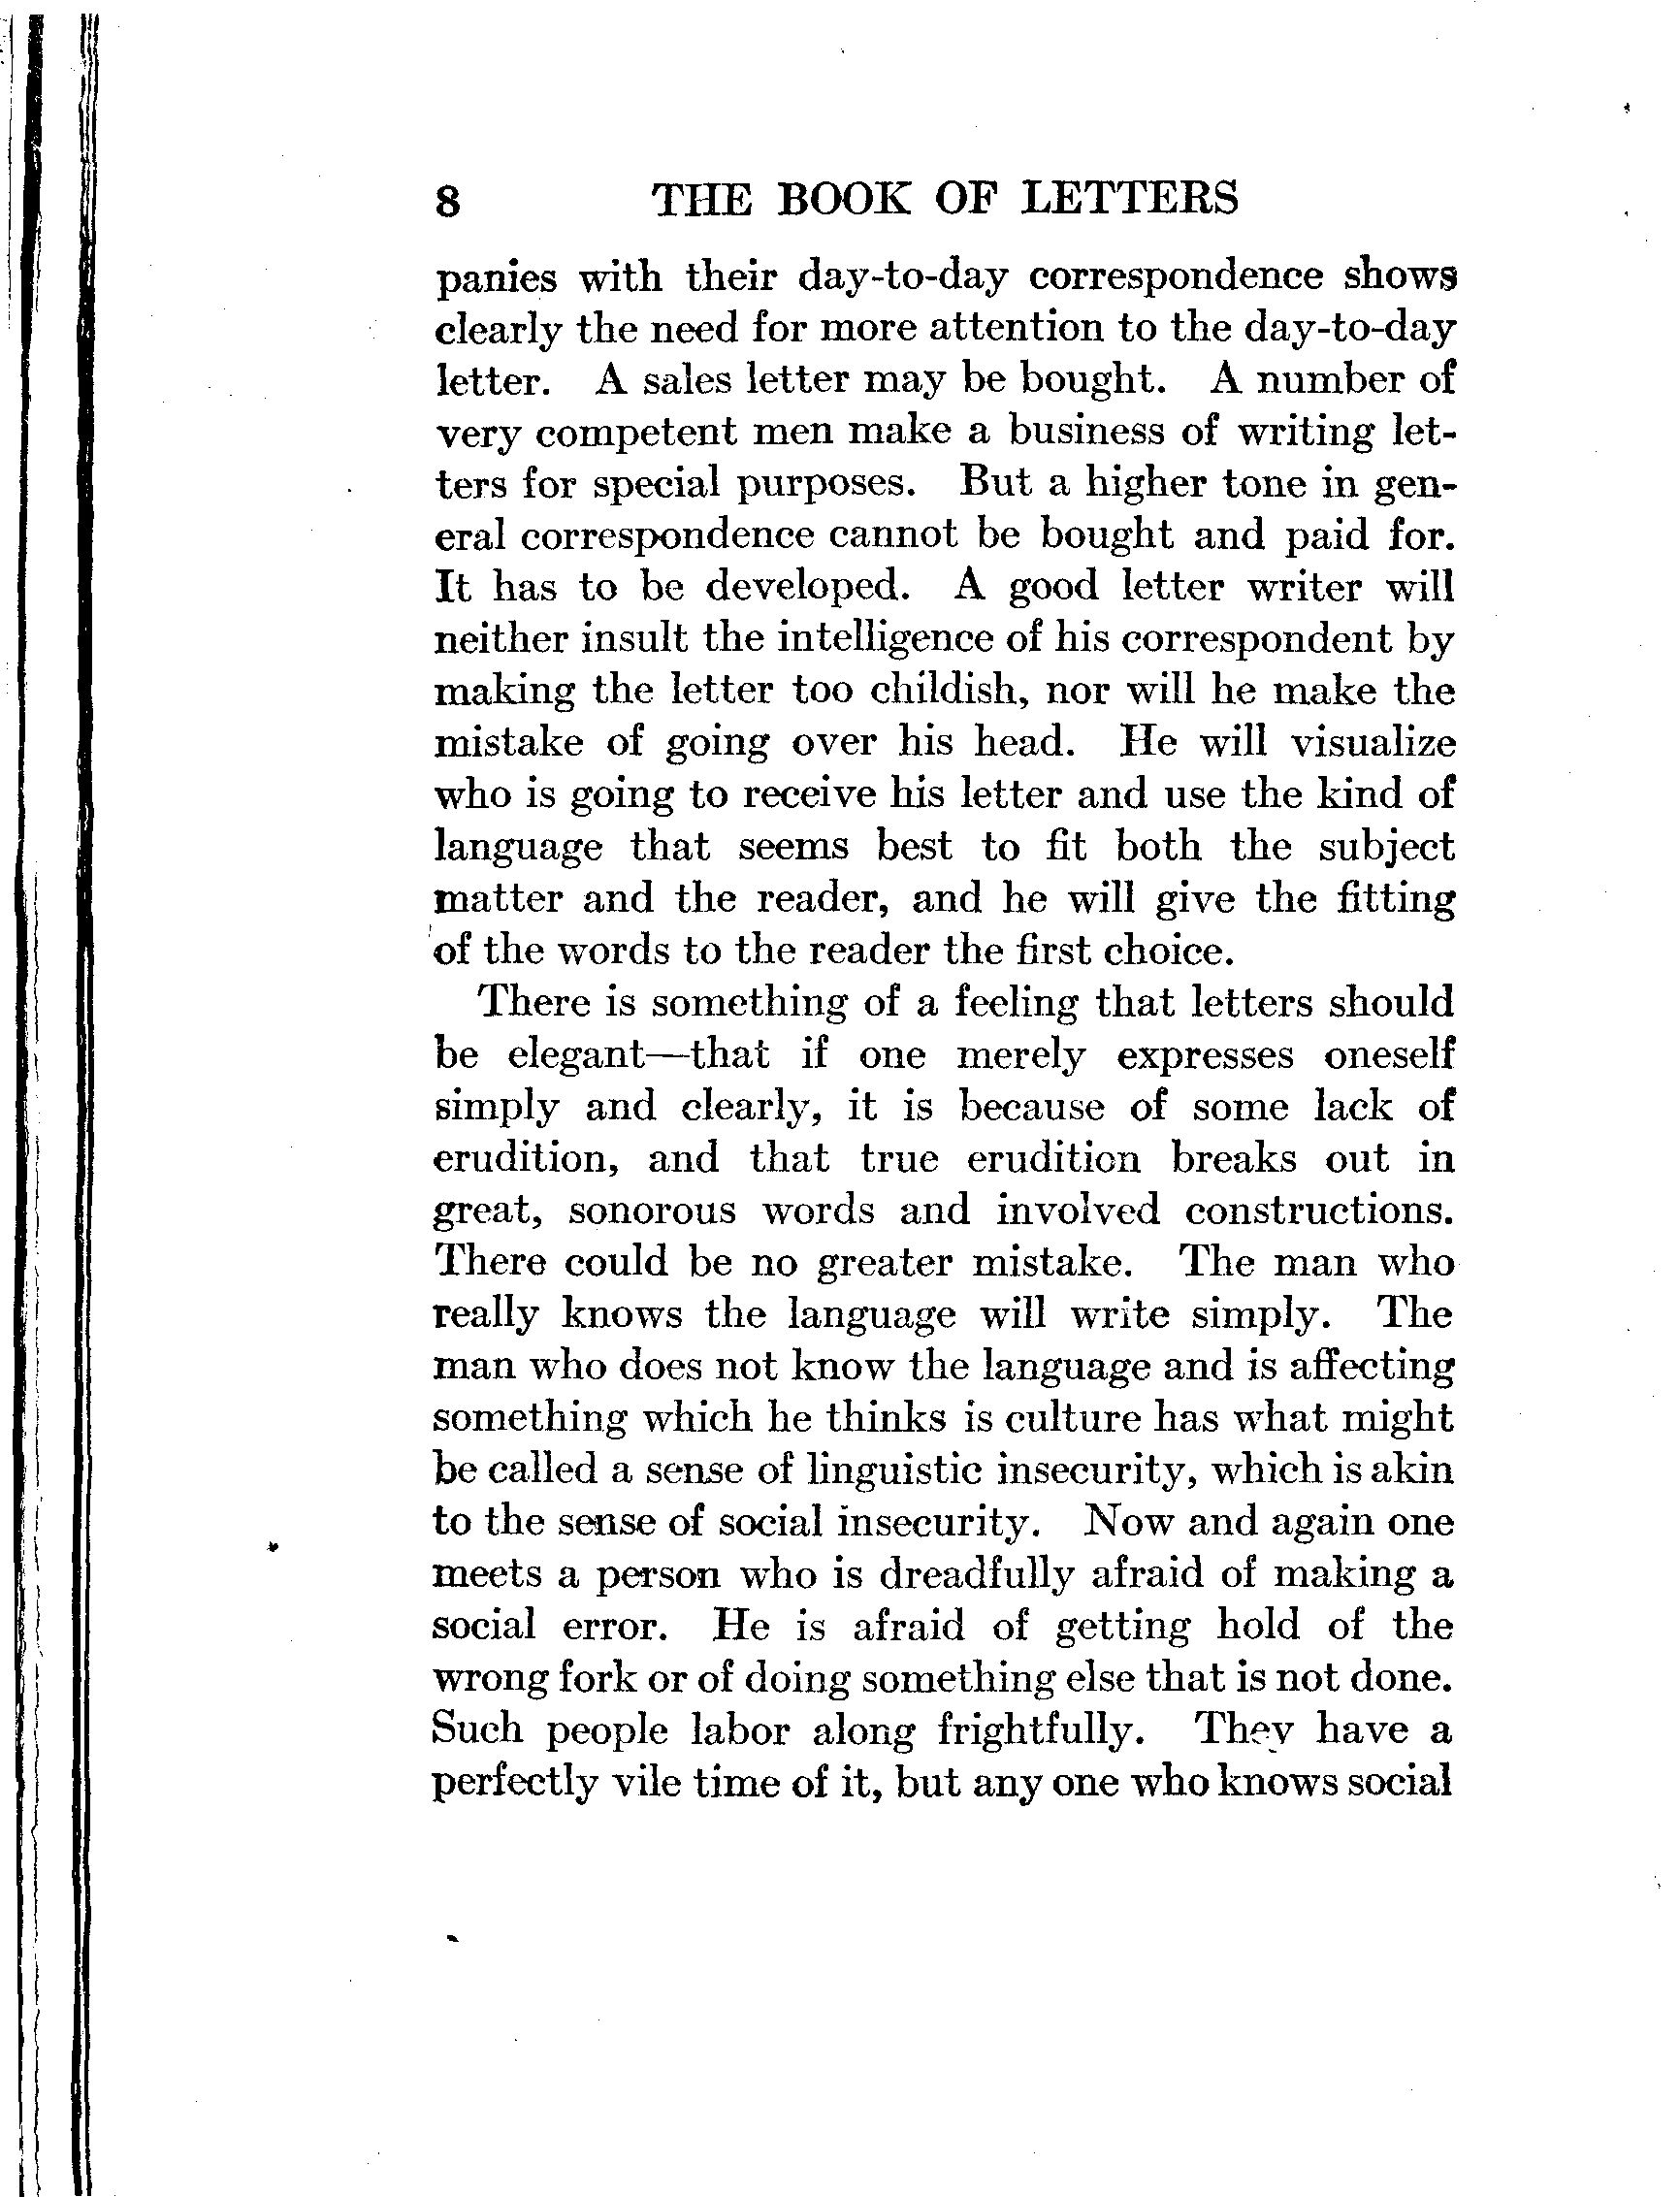 8 THE BOOK OF LETTERS
panies with their day-to-day correspondence shows
clearly the need for more attention to the day-to-day
letter. A sales letter may be bought. A number of
very competent men make a business of writing let-
ters for special purposes. But a higher tone in gen-
eral correspondence cannot be bought and paid for.
It has to be developed. A good letter writer will
neither insult the intelligence of his correspondent by
making the letter too childish, nor will he make the
mistake of going over his head. He will visualize
who is going to receive his letter and use the kind of
language that seems best to fit both the subject
matter and the reader, and he will give the fitting
of the words to the reader the first choice.
There is something of a feeling that letters should
be elegant—that if one merely expresses oneself
simply and clearly, it is because of some lack of
erudition, and that true erudition breaks out in
great, sonorous words and involved constructions.
There could be no greater mistake. The man who
really knows the language will write simply. The
man who does not know the language and is affecting
something which he thinks is culture has what might
be called a sense of linguistic insecurity, which is akin
to the sense of social insecurity. Now and again one
meets a person who is dreadfully afraid of making a
social error. He is afraid of getting hold of the
wrong fork or of doing something else that is not done.
Such people labor along frightfully. They have a
perfectly vile time of it, but any one who knows social